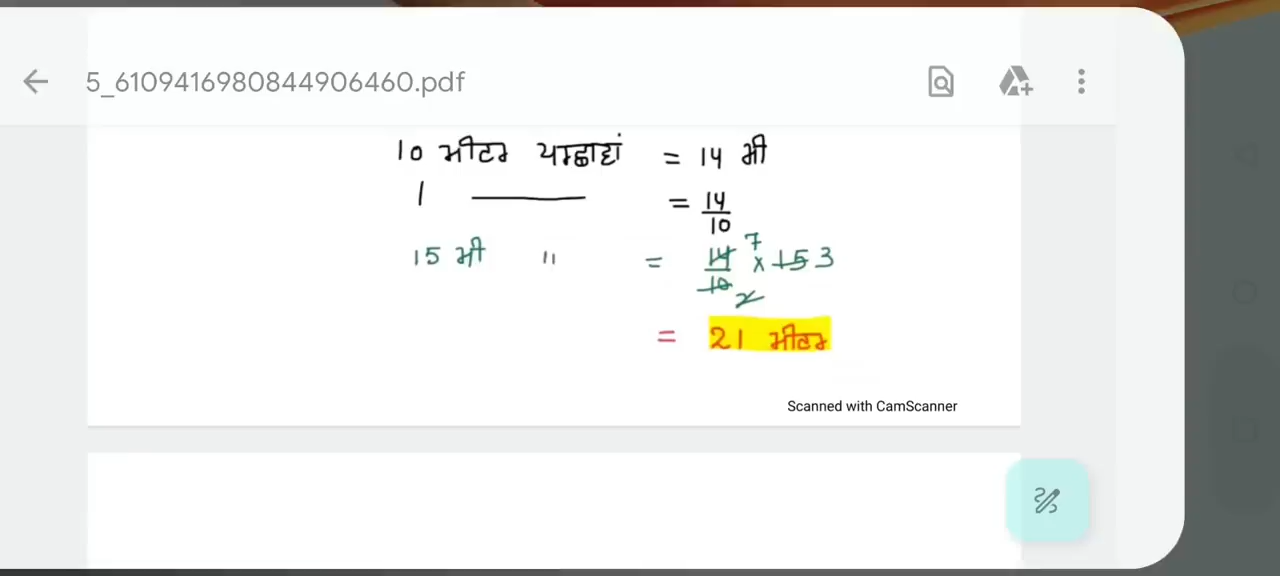 5_6109416980844906460.pdf
10 ਮੀਟਰ ਪਰਛਾਵਾਂ = 14 ਮੀ
1 ——— = 14/10
15 ਮੀ " = 14/10 7 x 15 3
2
= 21 ਮੀਟਰ
Scanned with CamScanner